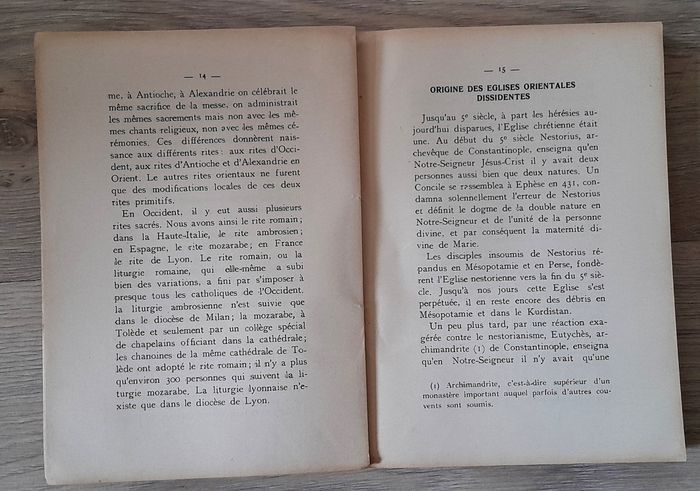 — 14 —
me, à Antioche, à Alexandrie on célébrait le
même sacrifice de la messe, on administrait
les mêmes sacrements mais non avec les mê-
mes chants religieux, non avec les mêmes cé-
rémonies. Ces différences donnèrent nais-
sance aux différents rites : aux rites d'Occi-
dent, aux rites d'Antioche et d'Alexandrie en
Orient. Le autres rites orientaux ne furent
que des modifications locales de ces deux
rites primitifs.
En Occident, il y eut aussi plusieurs
rites sacrés. Nous avons ainsi le rite romain ;
dans la Haute-Italie, le rite ambrosien ;
en Espagne, le rite mozarabe ; en France
le rite de Lyon. Le rite romain, ou la
liturgie romaine, qui elle-même a subi
bien des variations, a fini par s'imposer à
presque tous les catholiques de l'Occident.
la liturgie ambrosienne n'est suivie que
dans le diocèse de Milan ; la mozarabe, à
Tolède et seulement par un collège spécial
de chapelains officiant dans la cathédrale ;
les chanoines de la même cathédrale de To-
lède ont adopté le rite romain ; il n'y a plus
qu'environ 300 personnes qui suivent la li-
turgie mozarabe. La liturgie lyonnaise n'e-
xiste que dans le diocèse de Lyon.
— 15 —
ORIGINE DES EGLISES ORIENTALES
DISSIDENTES
Jusqu'au 5e siècle, à part les hérésies au-
jourd'hui disparues, l'Eglise chrétienne était
une. Au début du 5e siècle Nestorius, ar-
chevêque de Constantinople, enseigna qu'en
Notre-Seigneur Jésus-Crist il y avait deux
personnes aussi bien que deux natures. Un
Concile se rassembla à Ephèse en 431, con-
damna solennellement l'erreur de Nestorius
et définit le dogme de la double nature en
Notre-Seigneur et de l'unité de la personne
divine, et par conséquent la maternité di-
vine de Marie.
Les disciples insoumis de Nestorius ré-
pandus en Mésopotamie et en Perse, fondè-
rent l'Eglise nestorienne vers la fin du 5e siè-
cle. Jusqu'à nos jours cette Eglise s'est
perpétuée, il en reste encore des débris en
Mésopotamie et dans le Kurdistan.
Un peu plus tard, par une réaction exa-
gérée contre le nestorianisme, Eutychès, ar-
chimandrite (1) de Constantinople, enseigna
qu'en Notre-Seigneur il n'y avait qu'une
(1) Archimandrite, c'est-à-dire supérieur d'un
monastère important auquel parfois d'autres cou-
vents sont soumis.